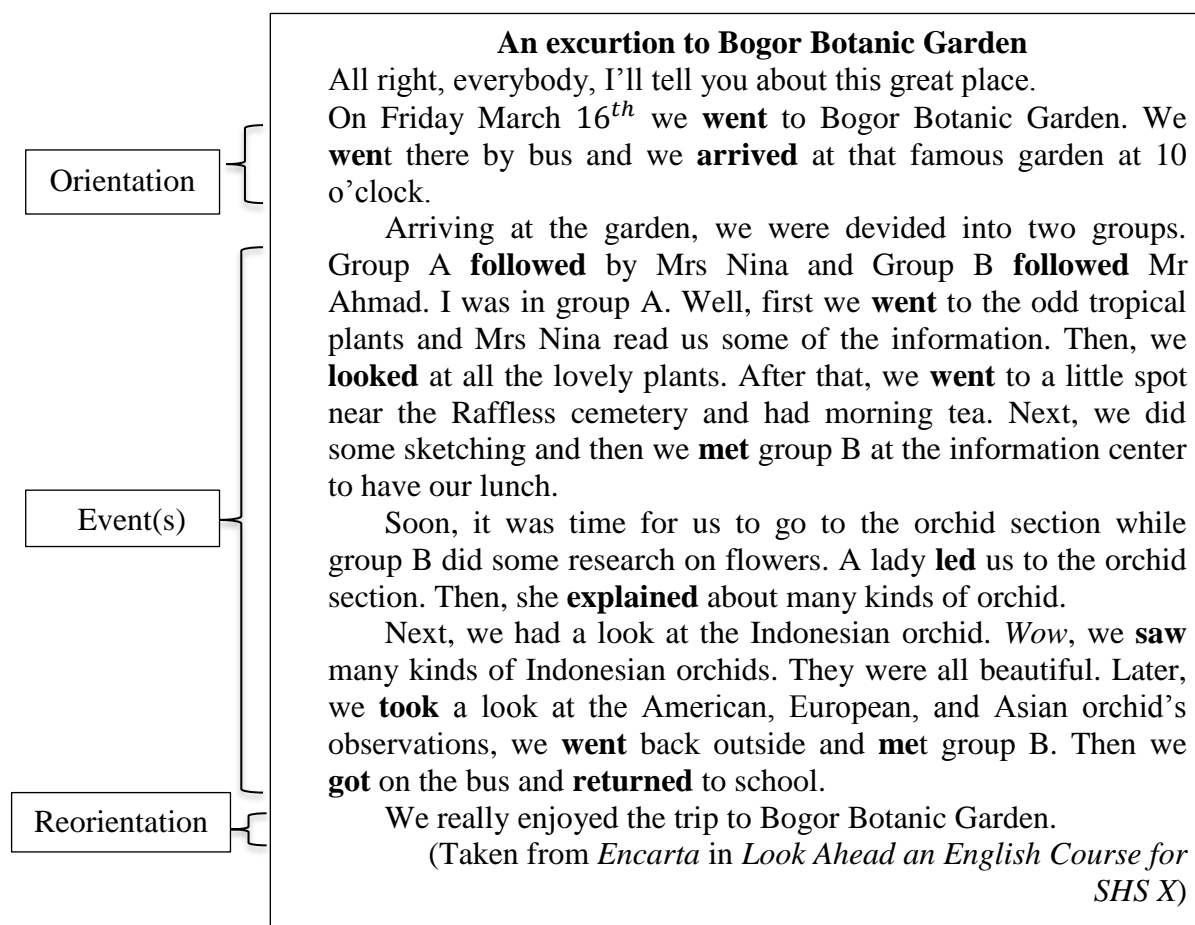 An excurtion to Bogor Botanic Garden
All right, everybody, I'll tell you about this great place.
On Friday March 16th we went to Bogor Botanic Garden. We
went there by bus and we arrived at that famous garden at 10
o'clock.
Orientation
Arriving at the garden, we were devided into two groups.
Group A followed by Mrs Nina and Group B followed Mr
Ahmad. I was in group A. Well, first we went to the odd tropical
plants and Mrs Nina read us some of the information. Then, we
looked at all the lovely plants. After that, we went to a little spot
near the Raffless cemetery and had morning tea. Next, we did
some sketching and then we met group B at the information center
to have our lunch.
Event(s)
Soon, it was time for us to go to the orchid section while
group B did some research on flowers. A lady led us to the orchid
section. Then, she explained about many kinds of orchid.
Next, we had a look at the Indonesian orchid. Wow, we saw
many kinds of Indonesian orchids. They were all beautiful. Later,
we took a look at the American, European, and Asian orchid's
observations, we went back outside and met group B. Then we
got on the bus and returned to school.
Reorientation
We really enjoyed the trip to Bogor Botanic Garden.
(Taken from Encarta in Look Ahead an English Course for
SHS X)